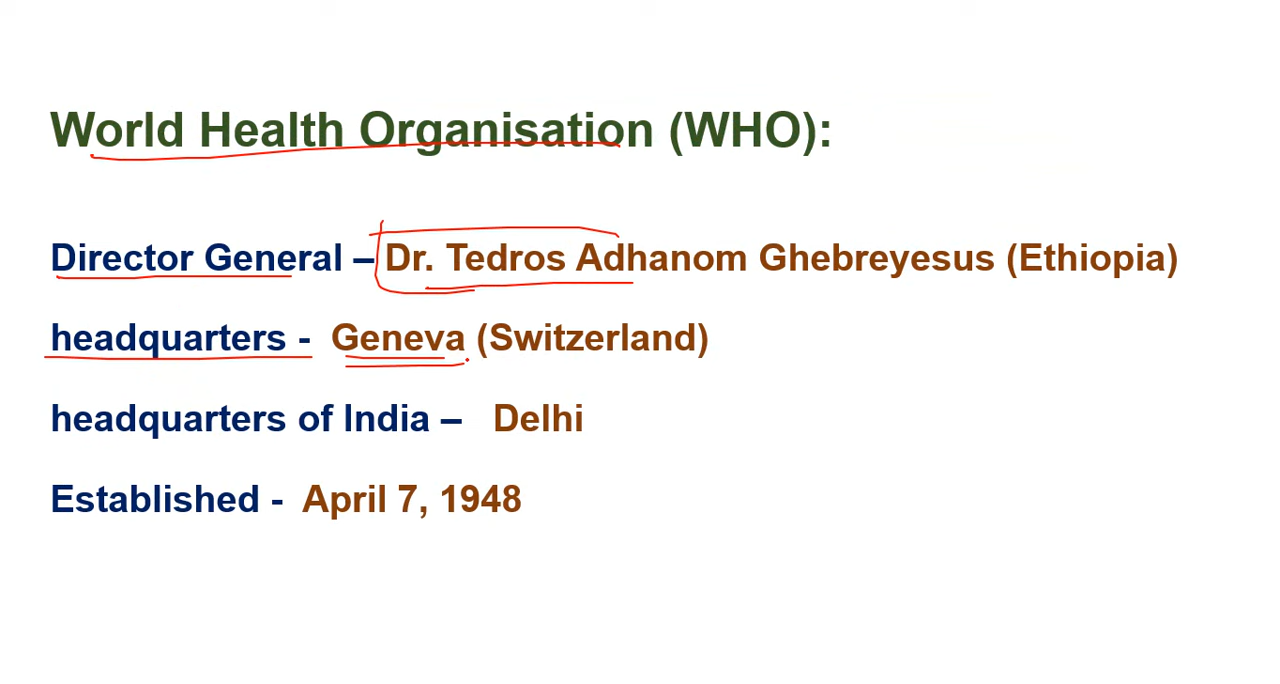 World Health Organisation (WHO):
Director General – Dr. Tedros Adhanom Ghebreyesus (Ethiopia)
headquarters - Geneva (Switzerland)
headquarters of India – Delhi
Established - April 7, 1948